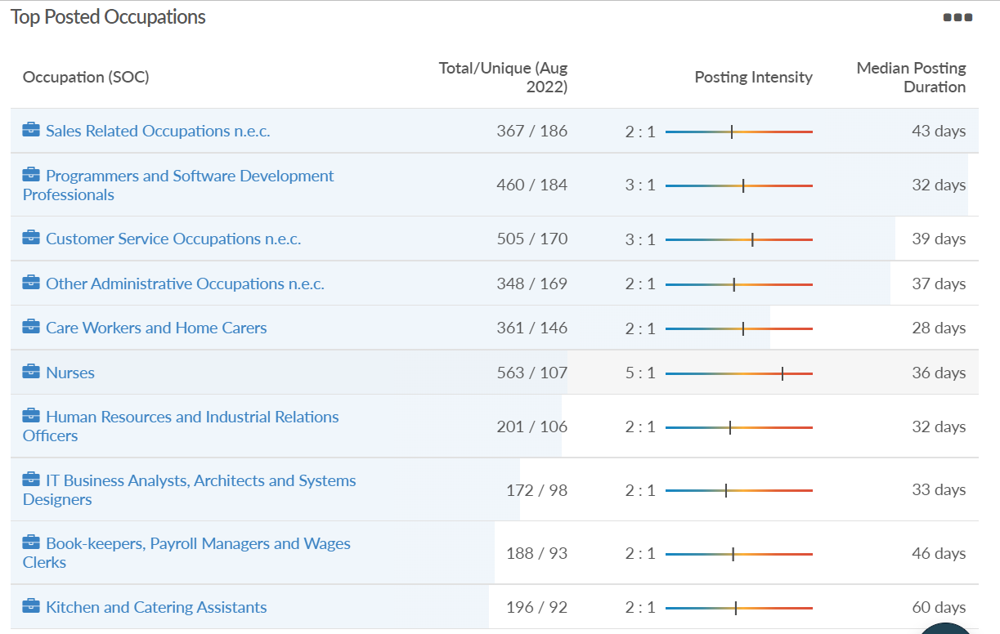 Top Posted Occupations
Occupation (SOC)
Total/Unique (Aug
2022)
Posting Intensity
Median Posting
Duration
Sales Related Occupations n.e.c.
367 / 186
2 : 1
43 days
Programmers and Software Development
Professionals
460 / 184
3 : 1
32 days
Customer Service Occupations n.e.c.
505 / 170
3 : 1
39 days
Other Administrative Occupations n.e.c.
348 / 169
2 : 1
37 days
Care Workers and Home Carers
361 / 146
2 : 1
28 days
Nurses
563 / 107
5 : 1
36 days
Human Resources and Industrial Relations
Officers
201 / 106
2 : 1
32 days
IT Business Analysts, Architects and Systems
Designers
172 / 98
2 : 1
33 days
Book-keepers, Payroll Managers and Wages
Clerks
188 / 93
2 : 1
46 days
Kitchen and Catering Assistants
196 / 92
2 : 1
60 days